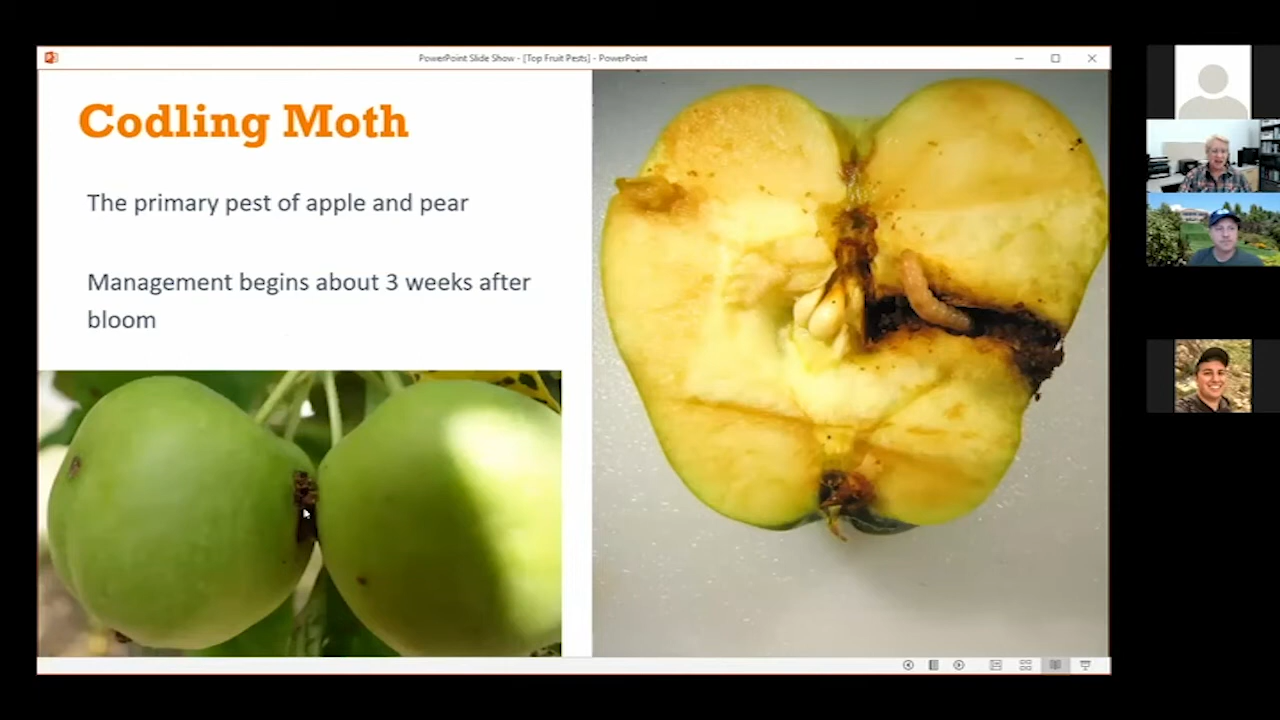 PowerPoint Slide Show - [Top Fruit Pests] - PowerPoint
Codling Moth
The primary pest of apple and pear
Management begins about 3 weeks after
bloom